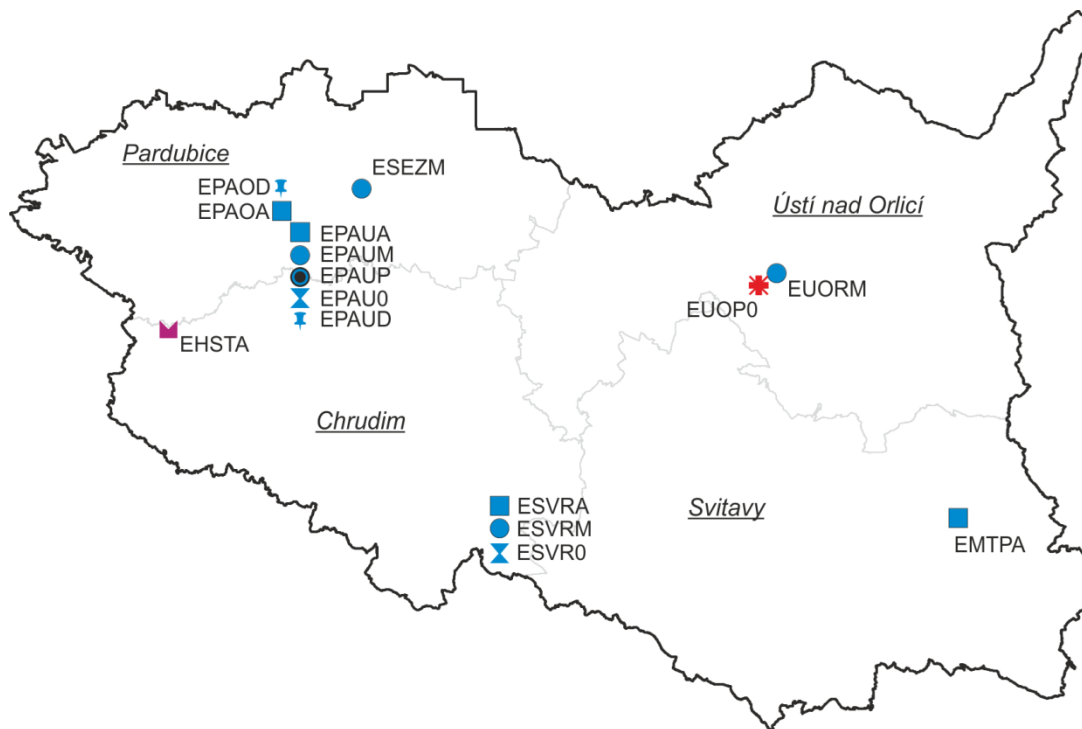 Pardubice
ESEZM
EPAOD
EPAOA
Ústí nad Orlicí
EPAUA
EPAUM
EPAUP
EPAU0
EPAUD
EUORM
EUOP0
EHSTA
Chrudim
ESVRA
ESVRM
ESVR0
Svitavy
EMTPA